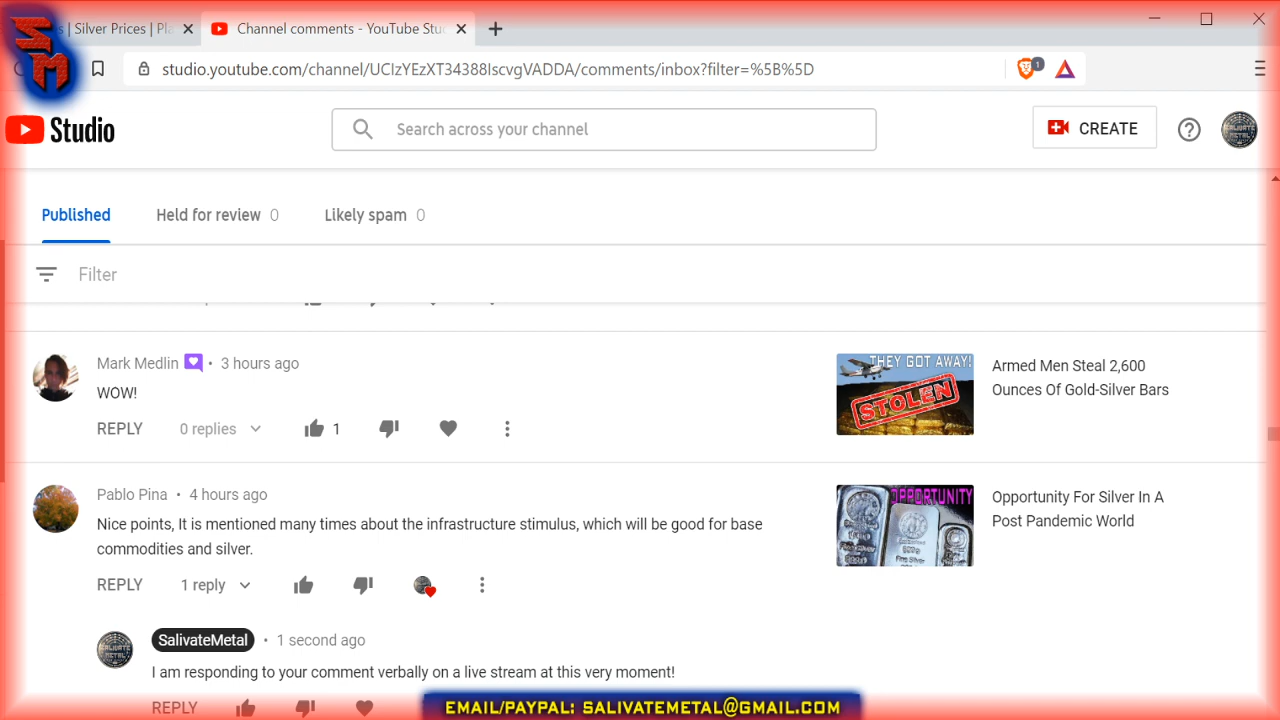 SM
s | Silver Prices | Pla
Channel comments - YouTube Stu
studio.youtube.com/channel/UCIzYEzXT34388IscvgVADDA/comments/inbox?filter=%5B%5D
1
Studio
Search across your channel
CREATE
SALIVATE METAL
Published
Held for review 0
Likely spam 0
Filter
Mark Medlin • 3 hours ago
WOW!
REPLY
0 replies
1
THEY GOT AWAY!
STOLEN
Armed Men Steal 2,600
Ounces Of Gold-Silver Bars
Pablo Pina • 4 hours ago
Nice points, It is mentioned many times about the infrastructure stimulus, which will be good for base
commodities and silver.
REPLY
1 reply
OPPORTUNITY
Opportunity For Silver In A
Post Pandemic World
SALIVATE METAL
SalivateMetal • 1 second ago
I am responding to your comment verbally on a live stream at this very moment!
REPLY
EMAIL/PAYPAL: SALIVATEMETAL@GMAIL.COM